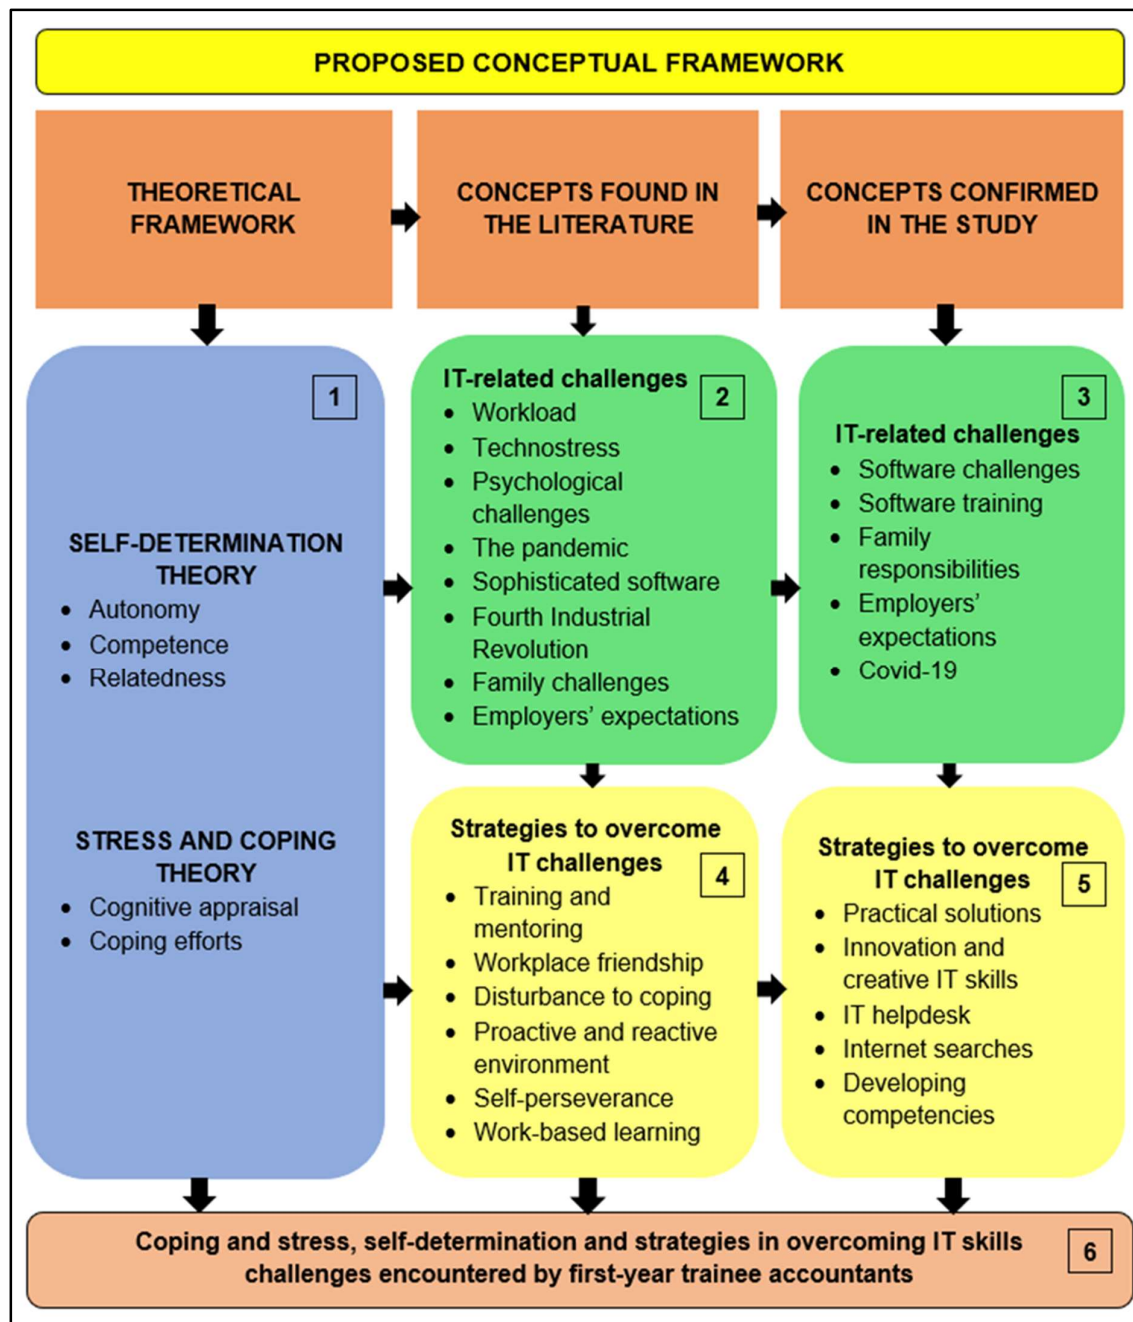 PROPOSED CONCEPTUAL FRAMEWORK
THEORETICAL
FRAMEWORK
CONCEPTS FOUND IN
THE LITERATURE
CONCEPTS CONFIRMED
IN THE STUDY
1
SELF-DETERMINATION
THEORY
• Autonomy
• Competence
• Relatedness
STRESS AND COPING
THEORY
• Cognitive appraisal
• Coping efforts
IT-related challenges
2
• Workload
• Technostress
• Psychological
challenges
• The pandemic
• Sophisticated software
• Fourth Industrial
Revolution
• Family challenges
• Employers’ expectations
3
IT-related challenges
• Software challenges
• Software training
• Family
responsibilities
• Employers’
expectations
• Covid-19
Strategies to overcome
IT challenges
4
• Training and
mentoring
• Workplace friendship
• Disturbance to coping
• Proactive and reactive
environment
• Self-perseverance
• Work-based learning
Strategies to overcome
IT challenges
5
• Practical solutions
• Innovation and
creative IT skills
• IT helpdesk
• Internet searches
• Developing
competencies
Coping and stress, self-determination and strategies in overcoming IT skills
challenges encountered by first-year trainee accountants
6